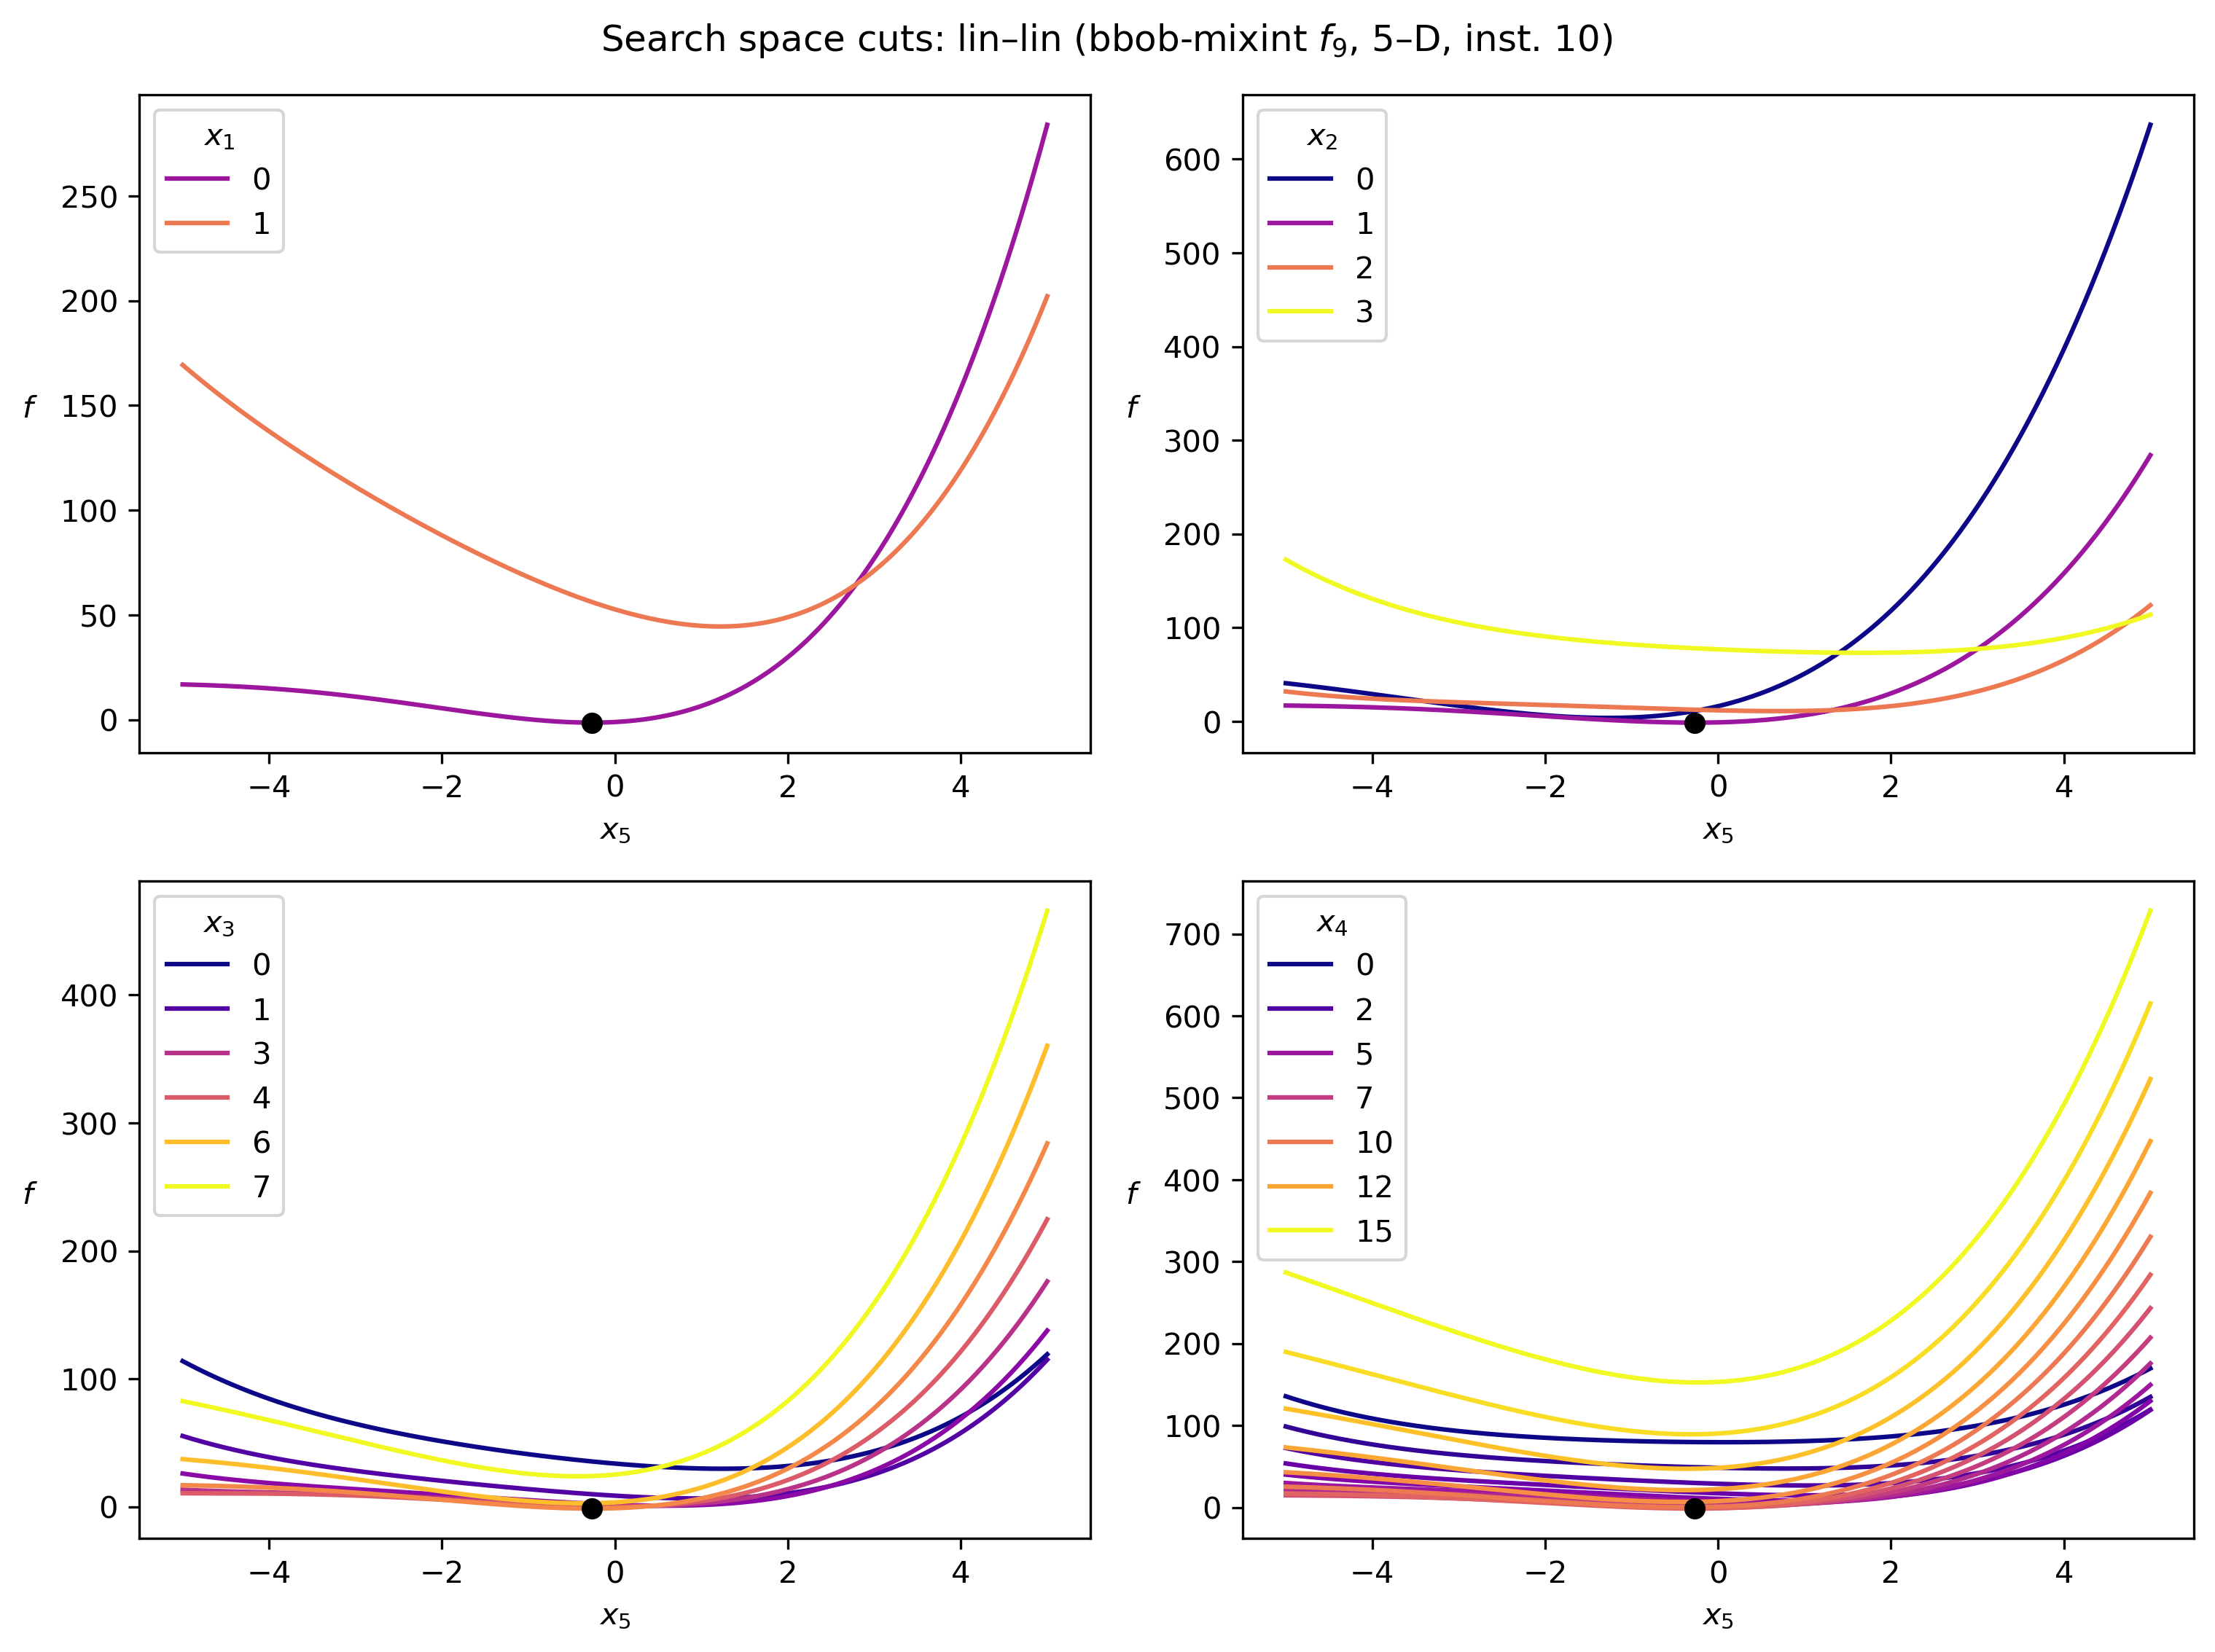 Search space cuts: lin–lin (bbob-mixint f₉, 5–D, inst. 10)
x₁
0
1
250
200
150
100
50
0
f
−4 −2 0 2 4
x₅
x₂
0
1
2
3
600
500
400
300
200
100
0
f
−4 −2 0 2 4
x₅
x₃
0
1
3
4
6
7
400
300
200
100
0
f
−4 −2 0 2 4
x₅
x₄
0
2
5
7
10
12
15
700
600
500
400
300
200
100
0
f
−4 −2 0 2 4
x₅